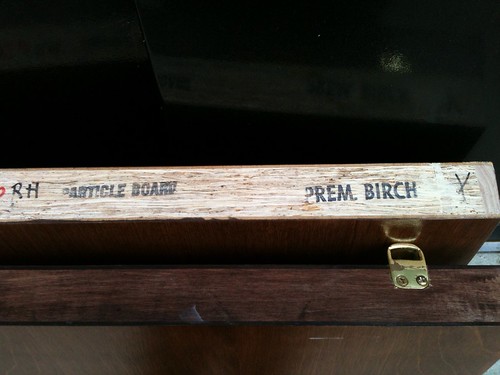 RH PARTICLE BOARD PREM. BIRCH Y